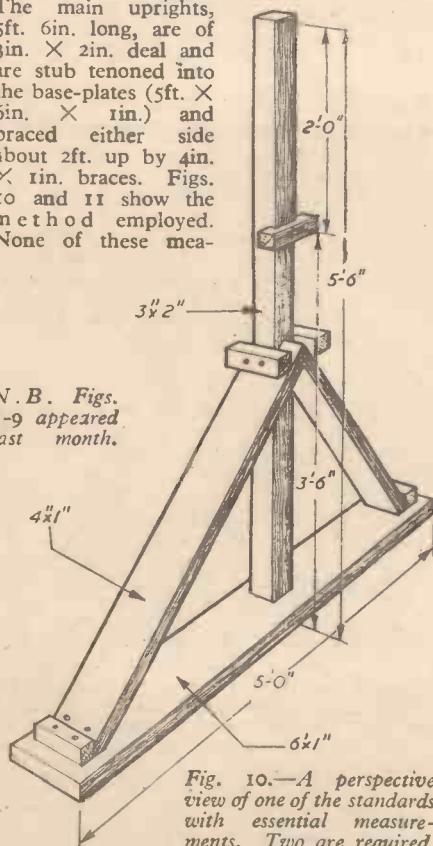 The main uprights,
5ft. 6in. long, are of
3in. × 2in. deal and
are stub tenoned into
the base-plates (5ft. ×
6in. × 1in.) and
braced either side
about 2ft. up by 4in.
× 1in. braces. Figs.
10 and 11 show the
method employed.
None of these mea-
2'-0"
5'-6"
3"x2"
N.B. Figs.
-9 appeared
last month.
3'-6"
4"x1"
5'-0"
6"x1"
Fig. 10.—A perspective
view of one of the standards
with essential measure-
ments. Two are required.